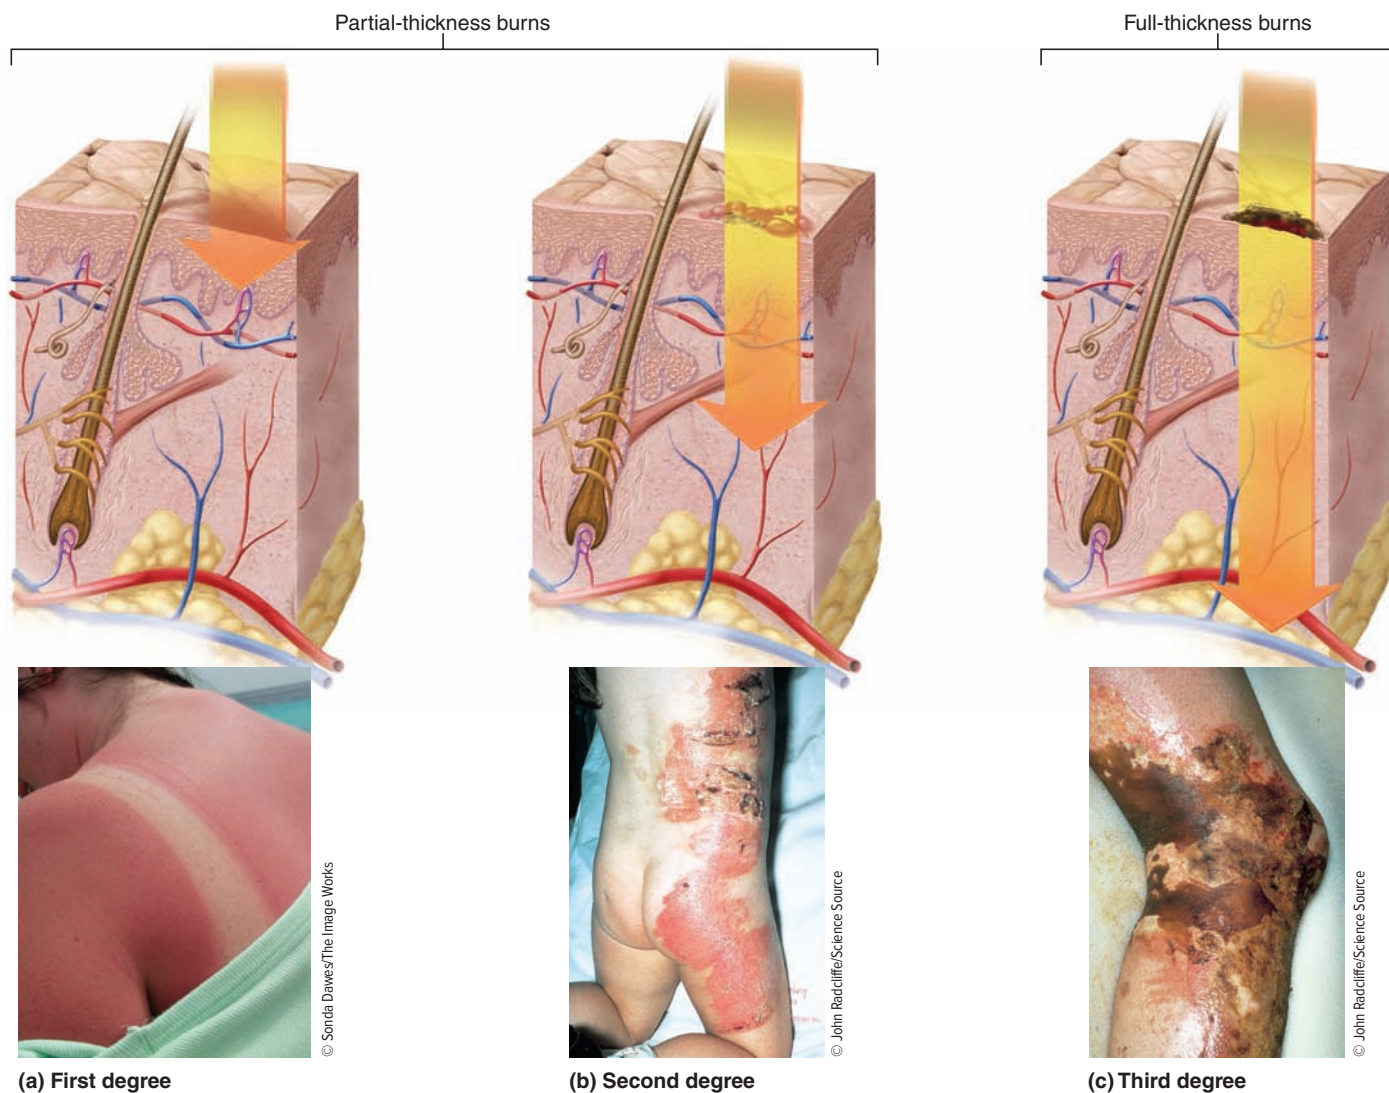 Partial-thickness burns
Full-thickness burns
© Sonda Dawes/The Image Works
© John Radcliffe/Science Source
© John Radcliffe/Science Source
(a) First degree
(b) Second degree
(c) Third degree